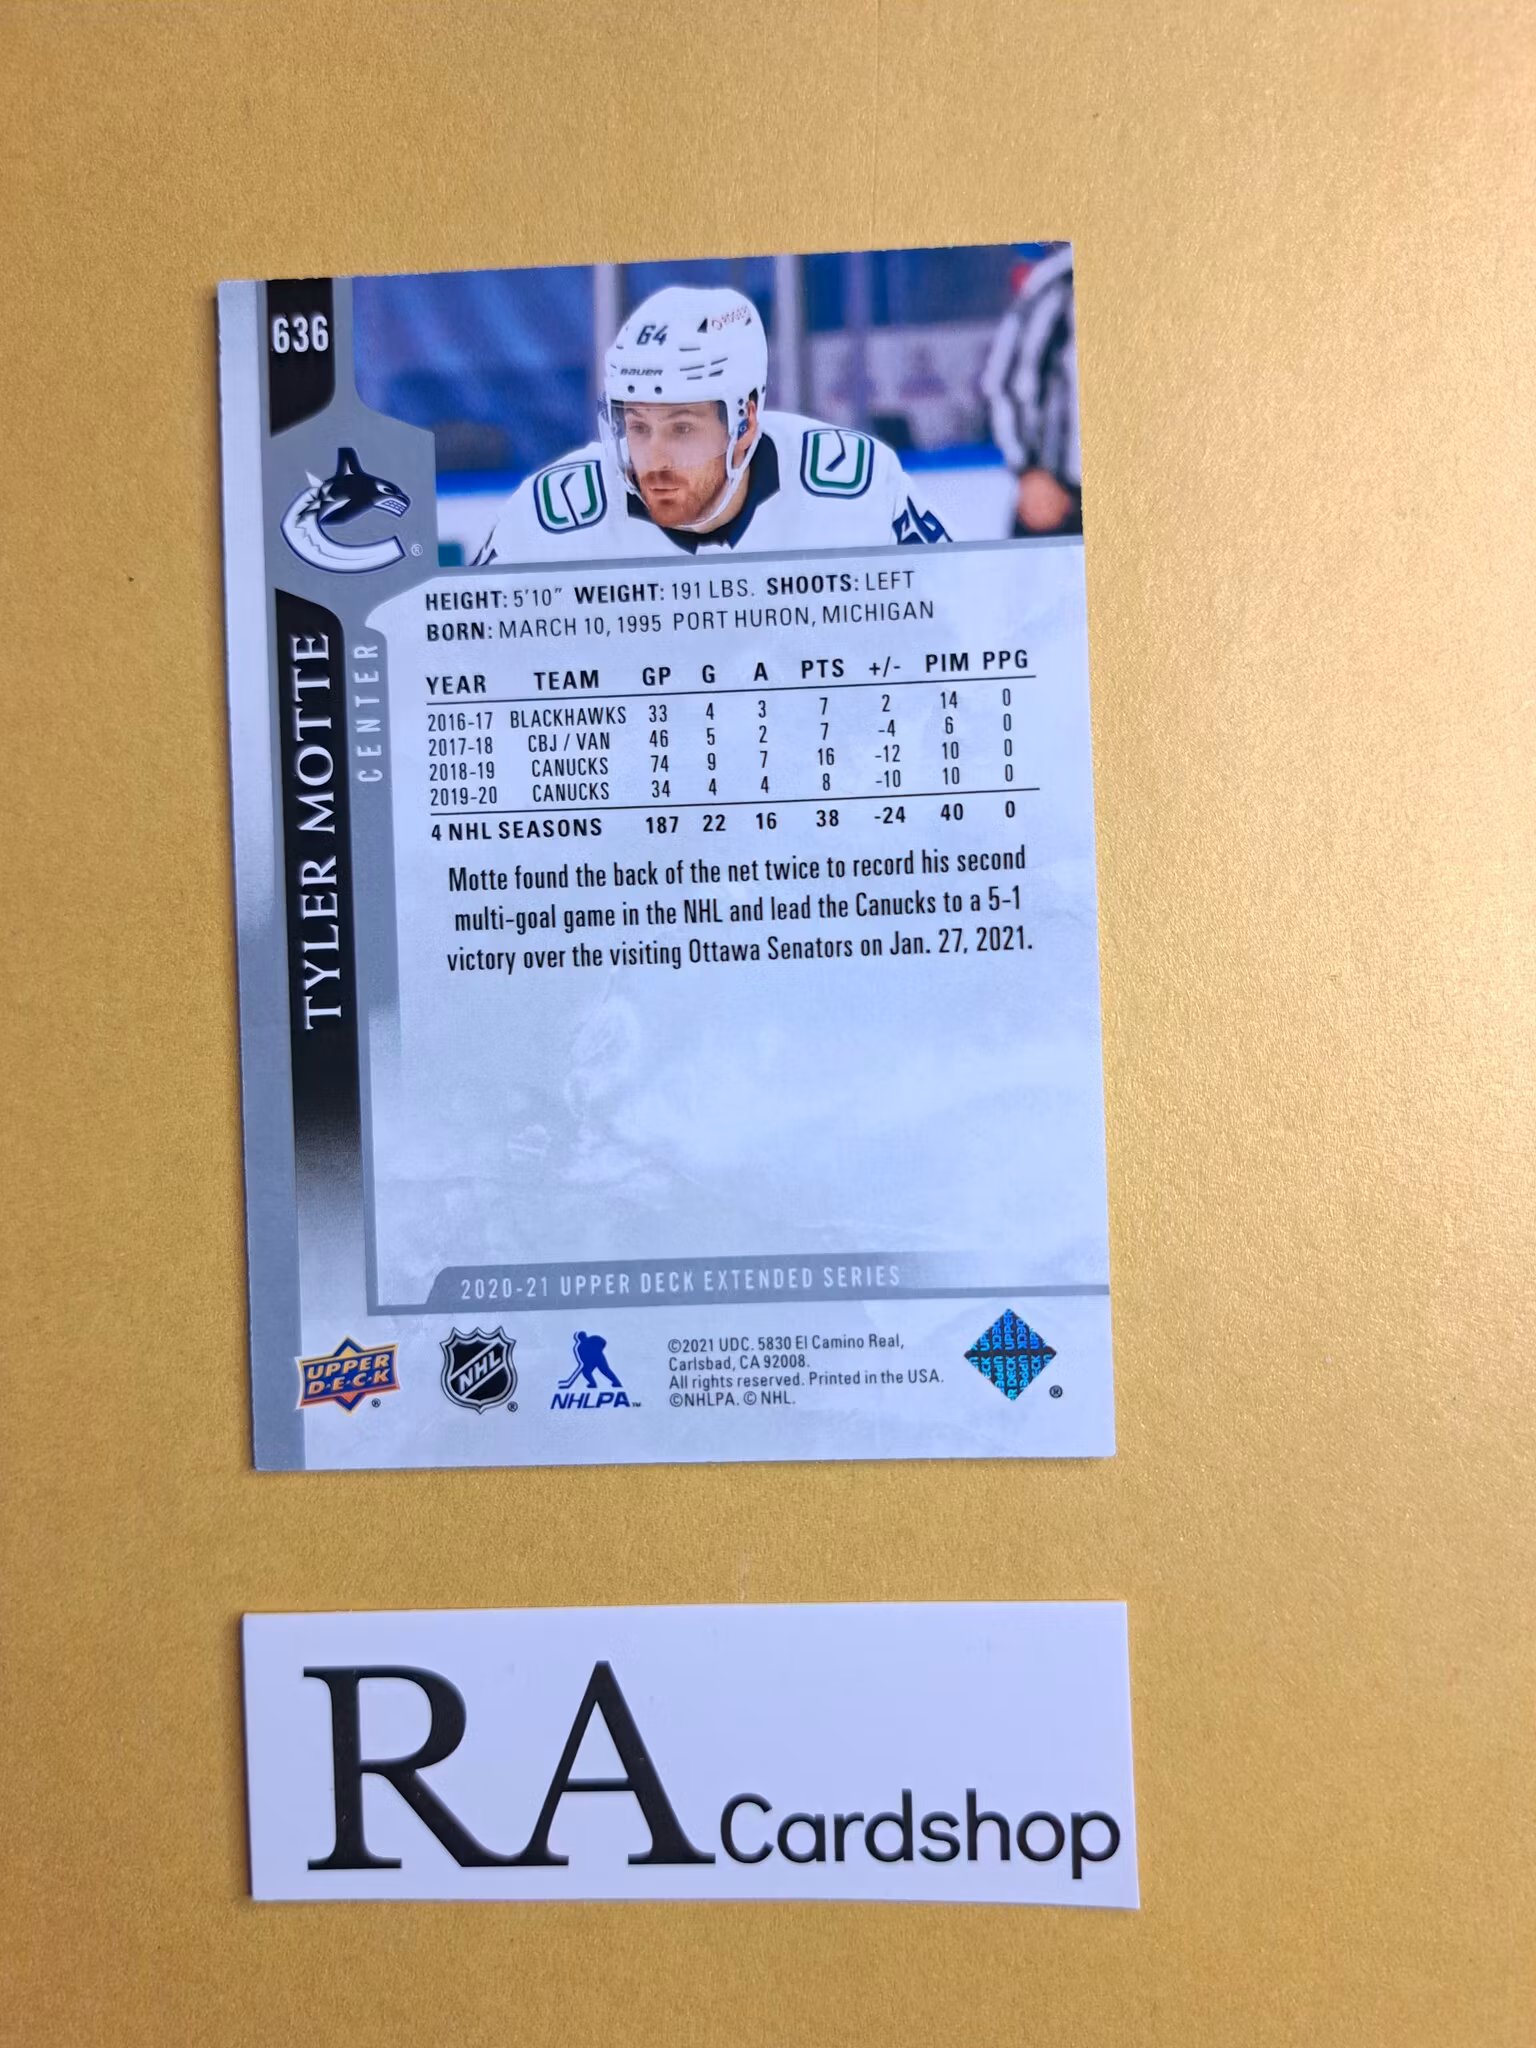 636
64
BAUER
HEIGHT: 5'10" WEIGHT: 191 LBS. SHOOTS: LEFT
BORN: MARCH 10, 1995 PORT HURON, MICHIGAN
TYLER MOTTE
CENTER
YEAR TEAM GP G A PTS +/- PIM PPG
2016-17 BLACKHAWKS 33 4 3 7 2 14 0
2017-18 CBJ / VAN 46 5 2 7 -4 6 0
2018-19 CANUCKS 74 9 7 16 -12 10 0
2019-20 CANUCKS 34 4 4 8 -10 10 0
4 NHL SEASONS 187 22 16 38 -24 40 0
Motte found the back of the net twice to record his second
multi-goal game in the NHL and lead the Canucks to a 5-1
victory over the visiting Ottawa Senators on Jan. 27, 2021.
2020-21 UPPER DECK EXTENDED SERIES
UPPER
D·E·C·K
®
NHL
®
NHLPA™
©2021 UDC. 5830 El Camino Real,
Carlsbad, CA 92008.
All rights reserved. Printed in the USA.
©NHLPA. © NHL.
®
RA Cardshop